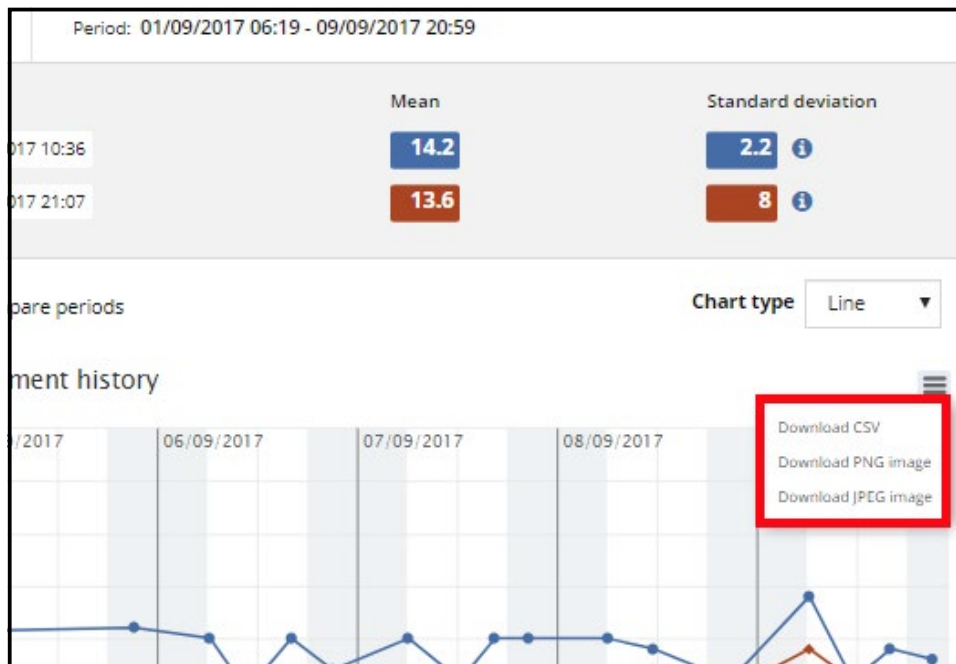 Period: 01/09/2017 06:19 - 09/09/2017 20:59
Mean Standard deviation
017 10:36 14.2 2.2 i
017 21:07 13.6 8 i
pare periods Chart type Line
ment history
/2017 06/09/2017 07/09/2017 08/09/2017
Download CSV
Download PNG image
Download JPEG image